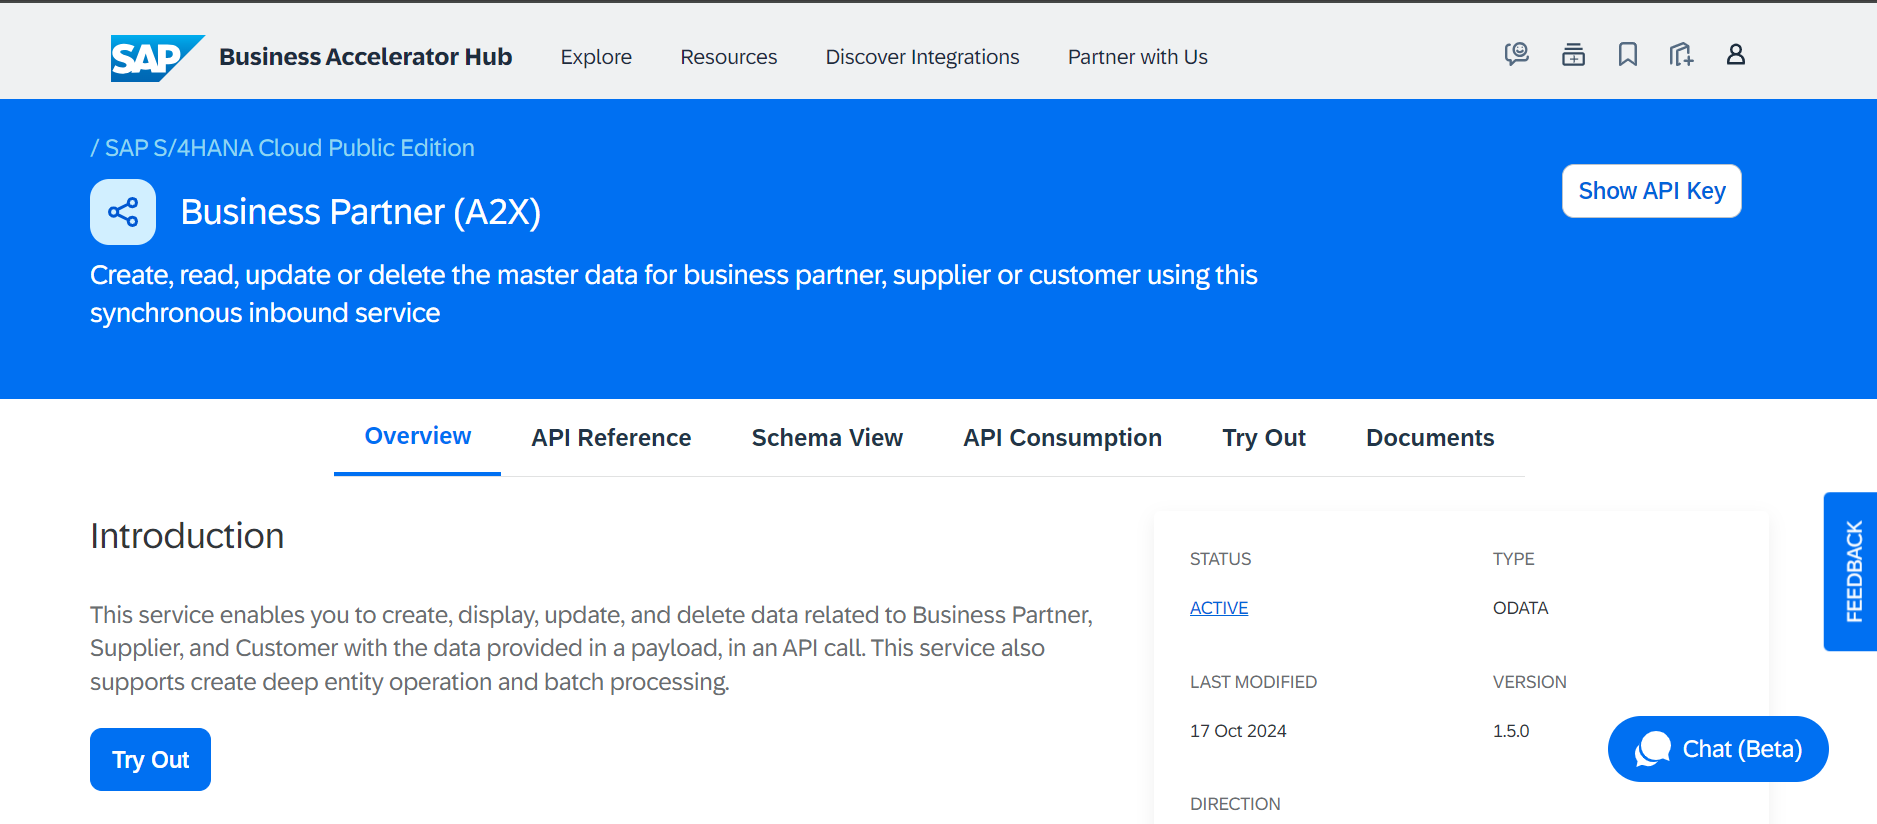 SAP Business Accelerator Hub Explore Resources Discover Integrations Partner with Us
/ SAP S/4HANA Cloud Public Edition
Show API Key
Business Partner (A2X)
Create, read, update or delete the master data for business partner, supplier or customer using this
synchronous inbound service
Overview API Reference Schema View API Consumption Try Out Documents
Introduction
This service enables you to create, display, update, and delete data related to Business Partner,
Supplier, and Customer with the data provided in a payload, in an API call. This service also
supports create deep entity operation and batch processing.
Try Out
STATUS TYPE
ACTIVE ODATA
LAST MODIFIED VERSION
17 Oct 2024 1.5.0
DIRECTION
FEEDBACK
Chat (Beta)